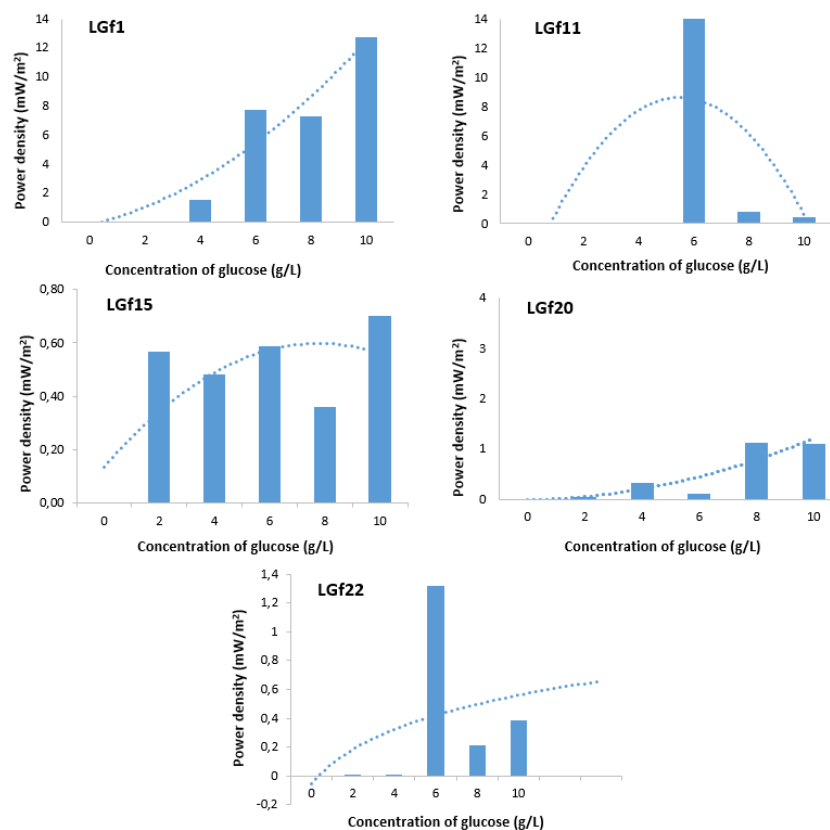 LGf1
Power density (mW/m²)
14
12
10
8
6
4
2
0
0 2 4 6 8 10
Concentration of glucose (g/L)
LGf11
Power density (mW/m²)
14
12
10
8
6
4
2
0
0 2 4 6 8 10
Concentration of glucose (g/L)
LGf15
Power density (mW/m²)
0,80
0,60
0,40
0,20
0,00
0 2 4 6 8 10
Concentration of glucose (g/L)
LGf20
Power density (mW/m²)
4
3
2
1
0
0 2 4 6 8 10
Concentration of glucose (g/L)
LGf22
Power density (mW/m²)
1,4
1,2
1
0,8
0,6
0,4
0,2
0
-0,2
0 2 4 6 8 10
Concentration of glucose (g/L)